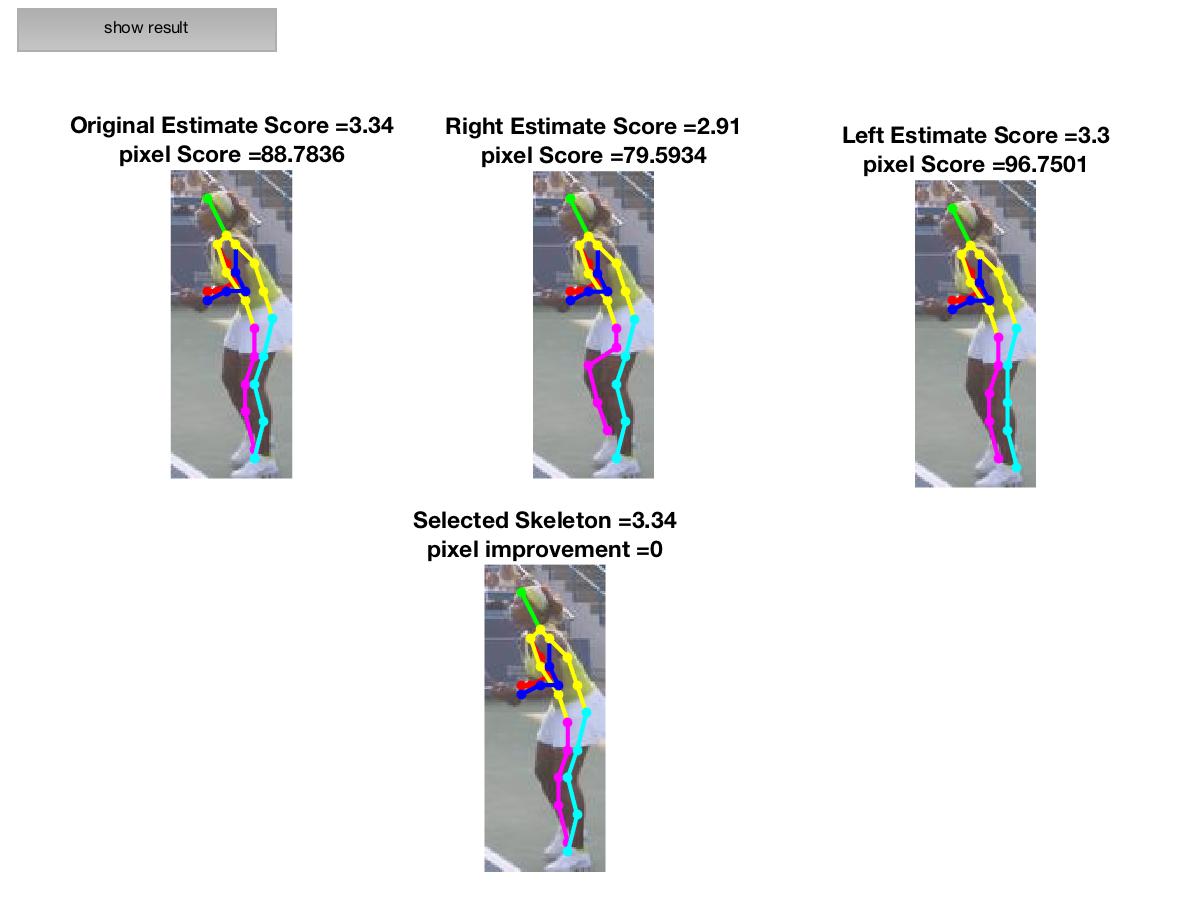 show result
Original Estimate Score =3.34
pixel Score =88.7836
Right Estimate Score =2.91
pixel Score =79.5934
Left Estimate Score =3.3
pixel Score =96.7501
Selected Skeleton =3.34
pixel improvement =0